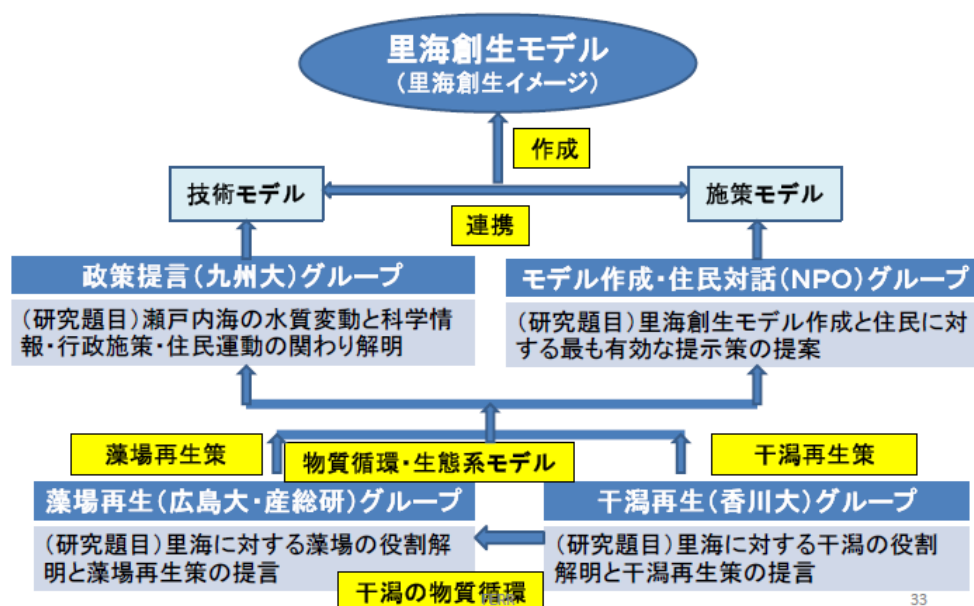 里海創生モデル
（里海創生イメージ）
作成
技術モデル
施策モデル
連携
政策提言（九州大）グループ
（研究題目）瀬戸内海の水質変動と科学情
報・行政施策・住民運動の関わり解明
モデル作成・住民対話（NPO）グループ
（研究題目）里海創生モデル作成と住民に対
する最も有効な提示策の提案
藻場再生策
物質循環・生態系モデル
干潟再生策
藻場再生（広島大・産総研）グループ
（研究題目）里海に対する藻場の役割解
明と藻場再生策の提言
干潟再生（香川大）グループ
（研究題目）里海に対する干潟の役割
解明と干潟再生策の提言
干潟の物質循環
33